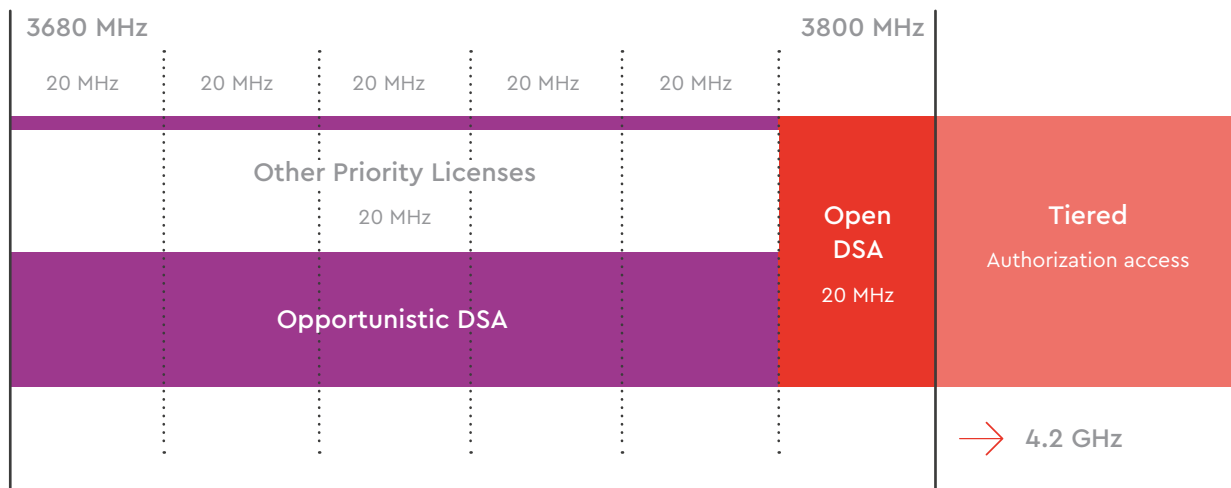 3680 MHz
3800 MHz
20 MHz
20 MHz
20 MHz
20 MHz
20 MHz
Other Priority Licenses
20 MHz
Opportunistic DSA
Open
DSA
20 MHz
Tiered
Authorization access
4.2 GHz